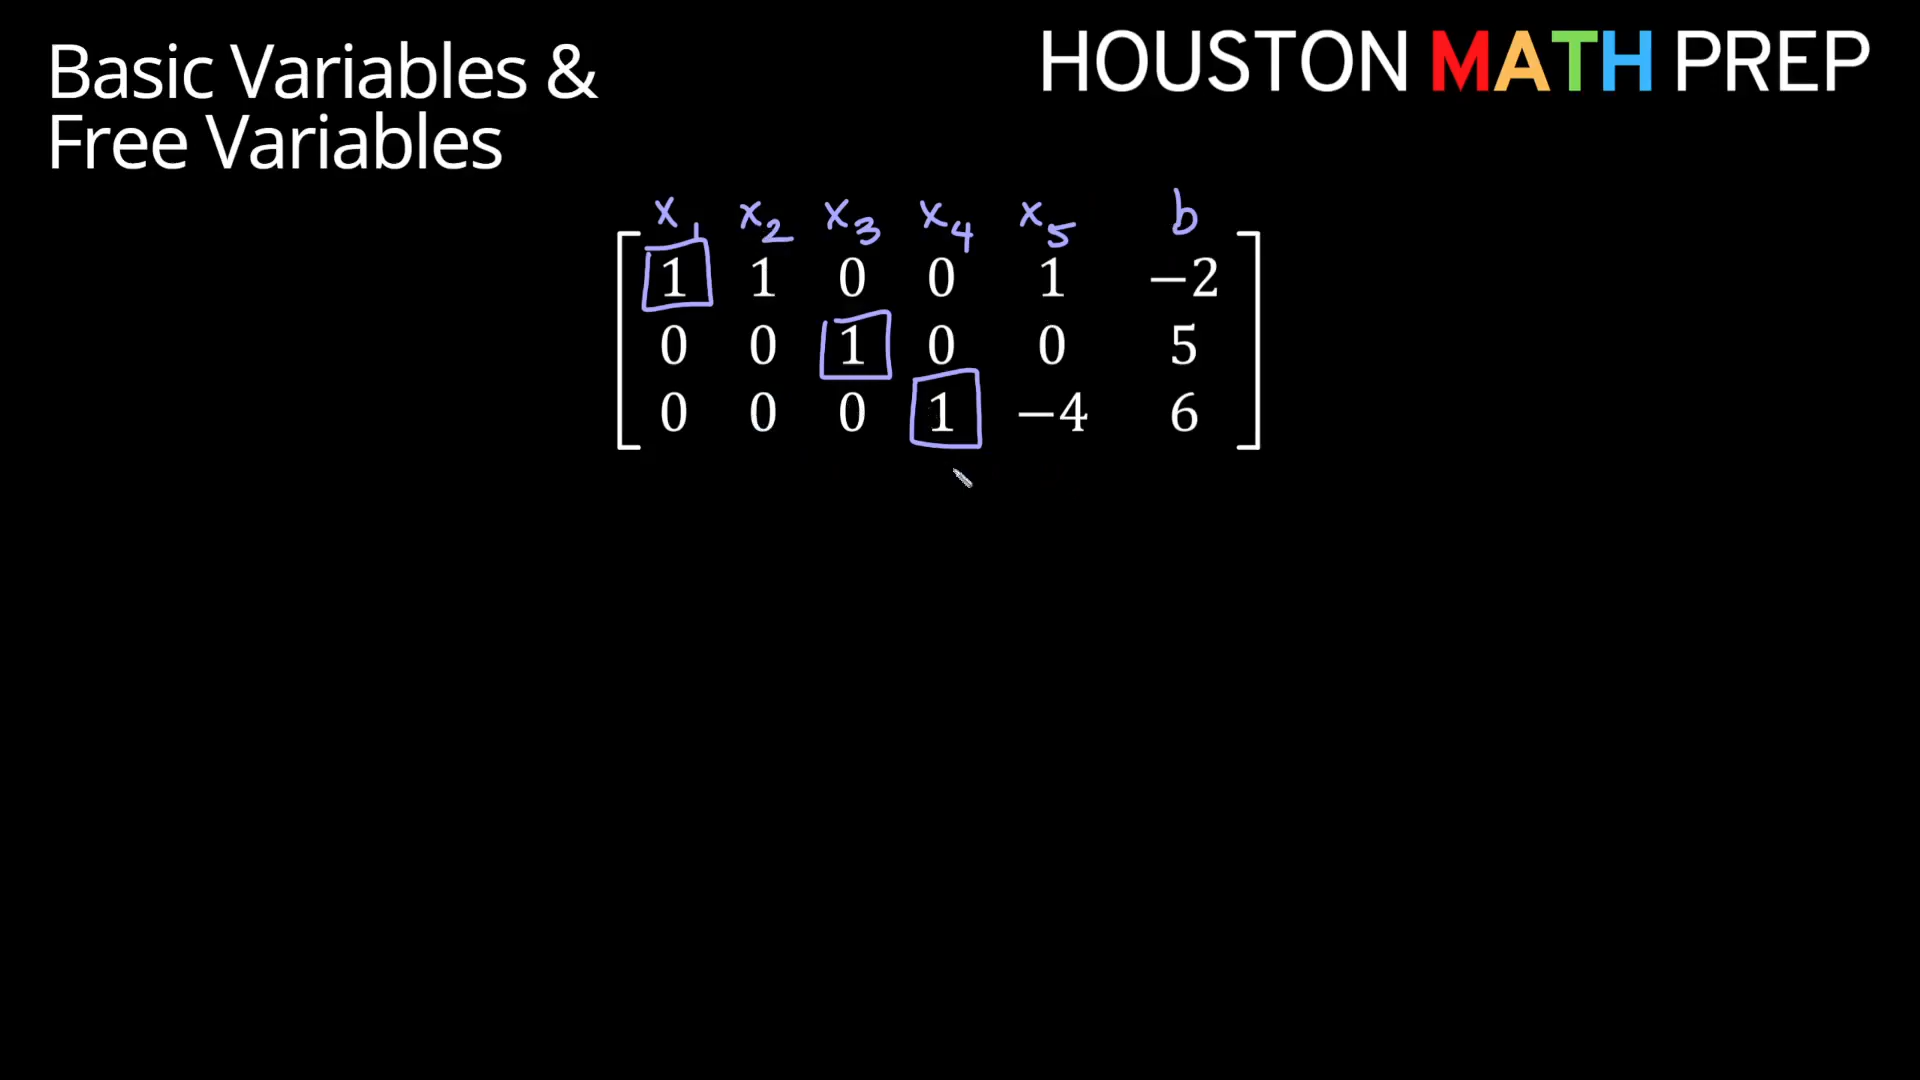 Basic Variables &
Free Variables
HOUSTON MATH PREP
x₁ x₂ x₃ x₄ x₅ b
1 1 0 0 1 −2
0 0 1 0 0 5
0 0 0 1 −4 6